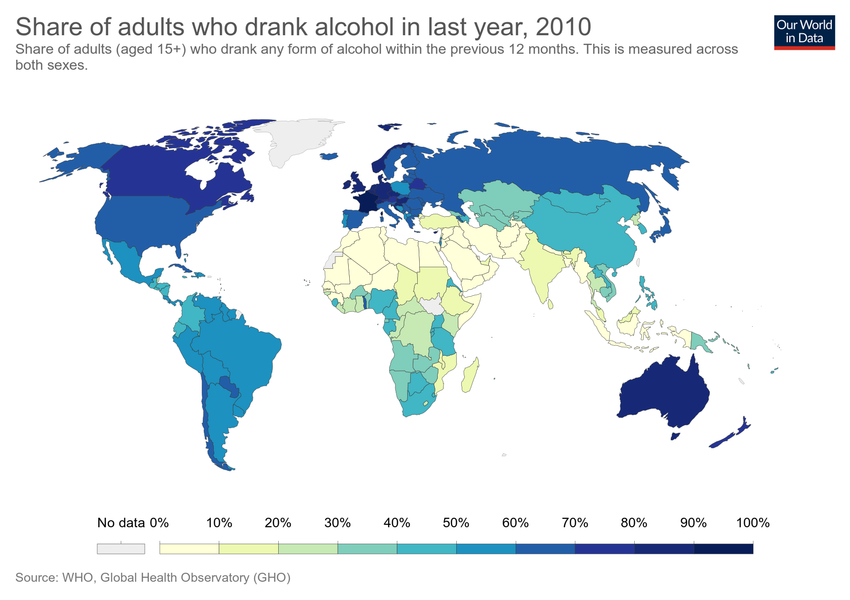 Share of adults who drank alcohol in last year, 2010
Our World
in Data
Share of adults (aged 15+) who drank any form of alcohol within the previous 12 months. This is measured across
both sexes.
No data 0% 10% 20% 30% 40% 50% 60% 70% 80% 90% 100%
Source: WHO, Global Health Observatory (GHO)